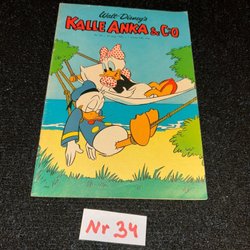 Walt Disney's
KALLE ANKA & C:O
Nr 34